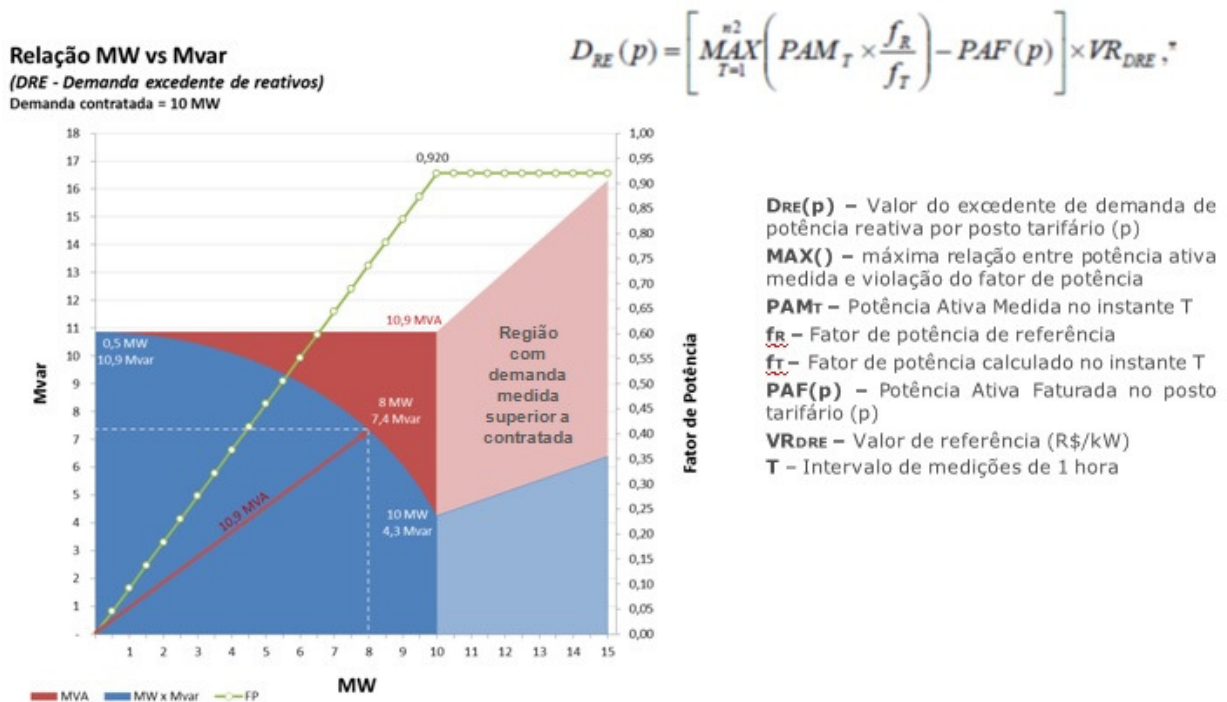 Relação MW vs Mvar
(DRE - Demanda excedente de reativos)
Demanda contratada = 10 MW
D_RE (p) = [ MAX_{T=1}^{n2} ( PAM_T × f_R / f_T ) − PAF(p) ] × VR_DRE ,
18
17
16
15
14
13
12
11
10
9
8
7
6
5
4
3
2
1
-
Mvar
1,00
0,95
0,90
0,85
0,80
0,75
0,70
0,65
0,60
0,55
0,50
0,45
0,40
0,35
0,30
0,25
0,20
0,15
0,10
0,05
0,00
Fator de Potência
0,920
10,9 MVA
0,5 MW
10,9 Mvar
8 MW
7,4 Mvar
10,9 MVA
10 MW
4,3 Mvar
Região
com
demanda
medida
superior a
contratada
1 2 3 4 5 6 7 8 9 10 11 12 13 14 15
MW
MVA MW x Mvar FP
DRE(p) – Valor do excedente de demanda de
potência reativa por posto tarifário (p)
MAX() – máxima relação entre potência ativa
medida e violação do fator de potência
PAMT – Potência Ativa Medida no instante T
fR – Fator de potência de referência
fT – Fator de potência calculado no instante T
PAF(p) – Potência Ativa Faturada no posto
tarifário (p)
VRDRE – Valor de referência (R$/kW)
T – Intervalo de medições de 1 hora